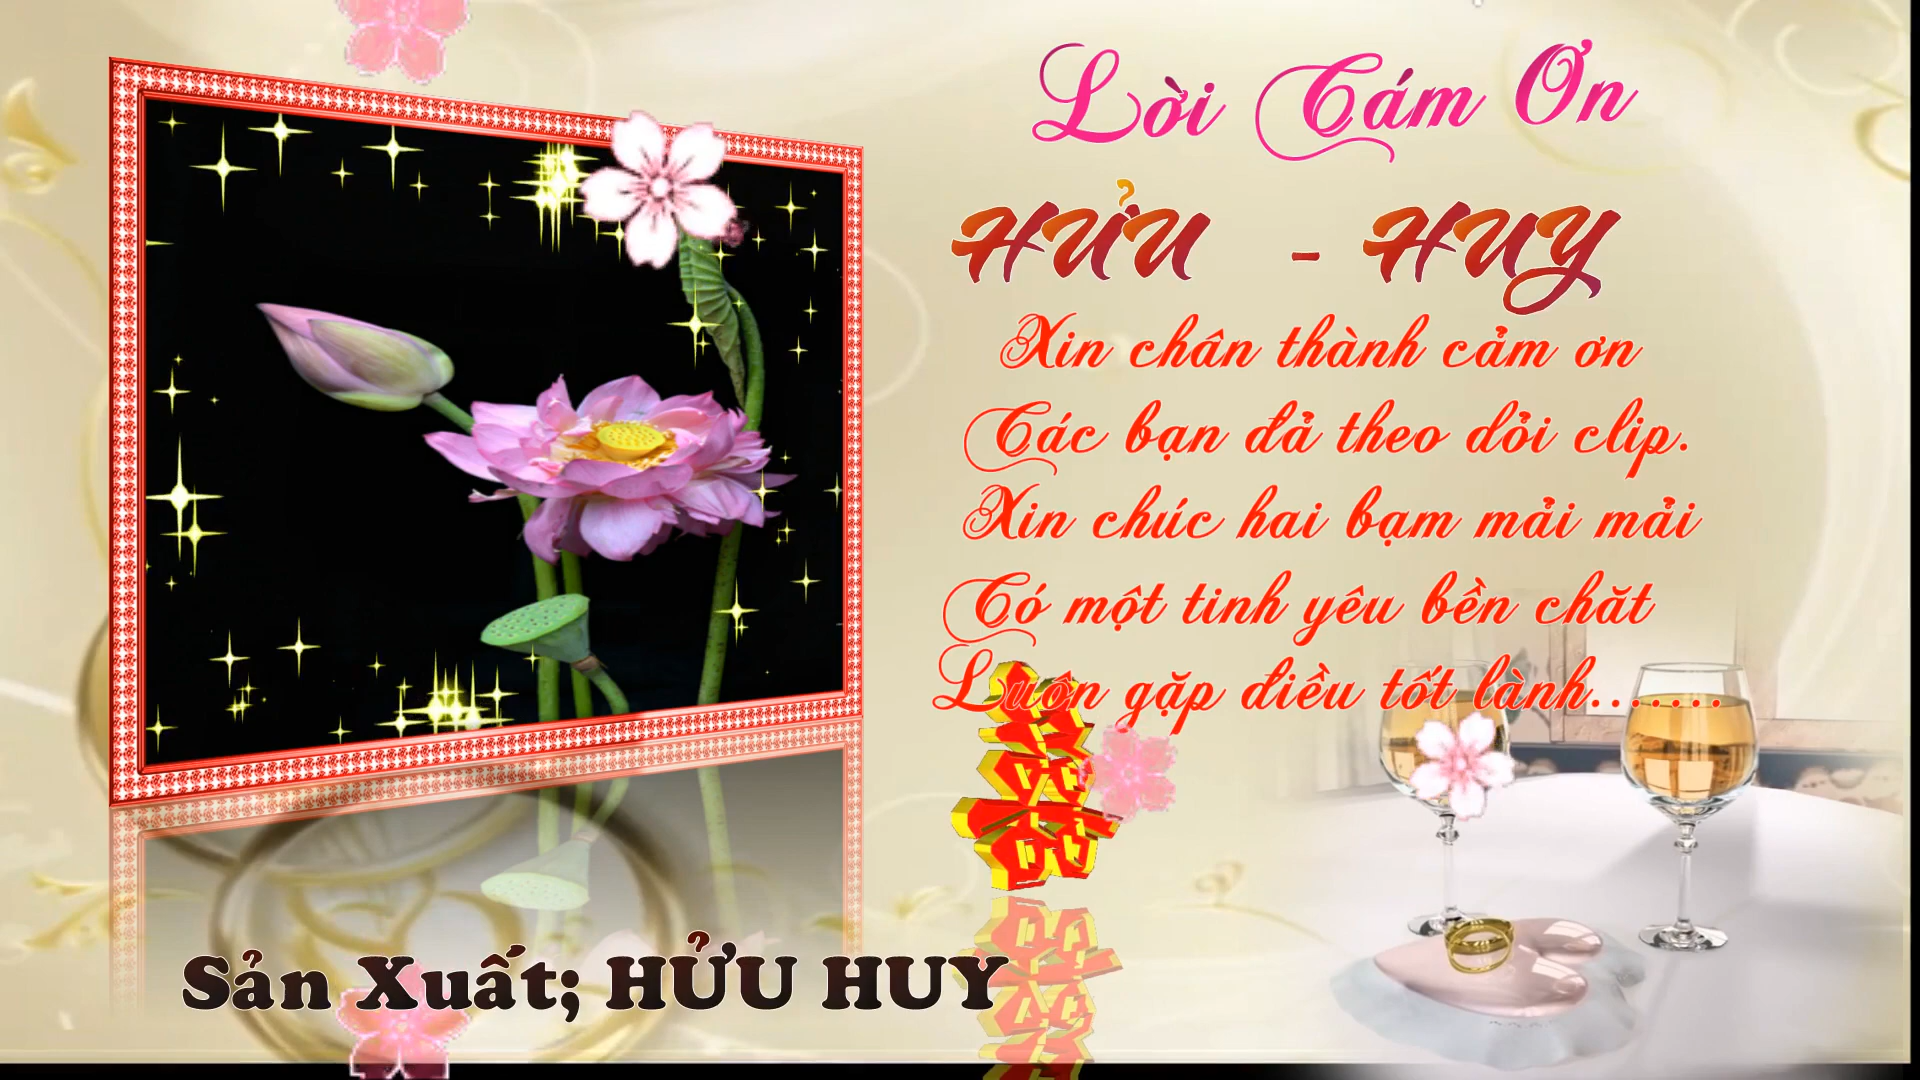 Lời Cám Ơn
HỬU - HUY
Xin chân thành cảm ơn
Các bạn đả theo dỏi clip.
Xin chúc hai bạm mải mải
Có một tinh yêu bền chăt
Luôn gặp điều tốt lành.......
囍
Sản Xuất; HỬU HUY